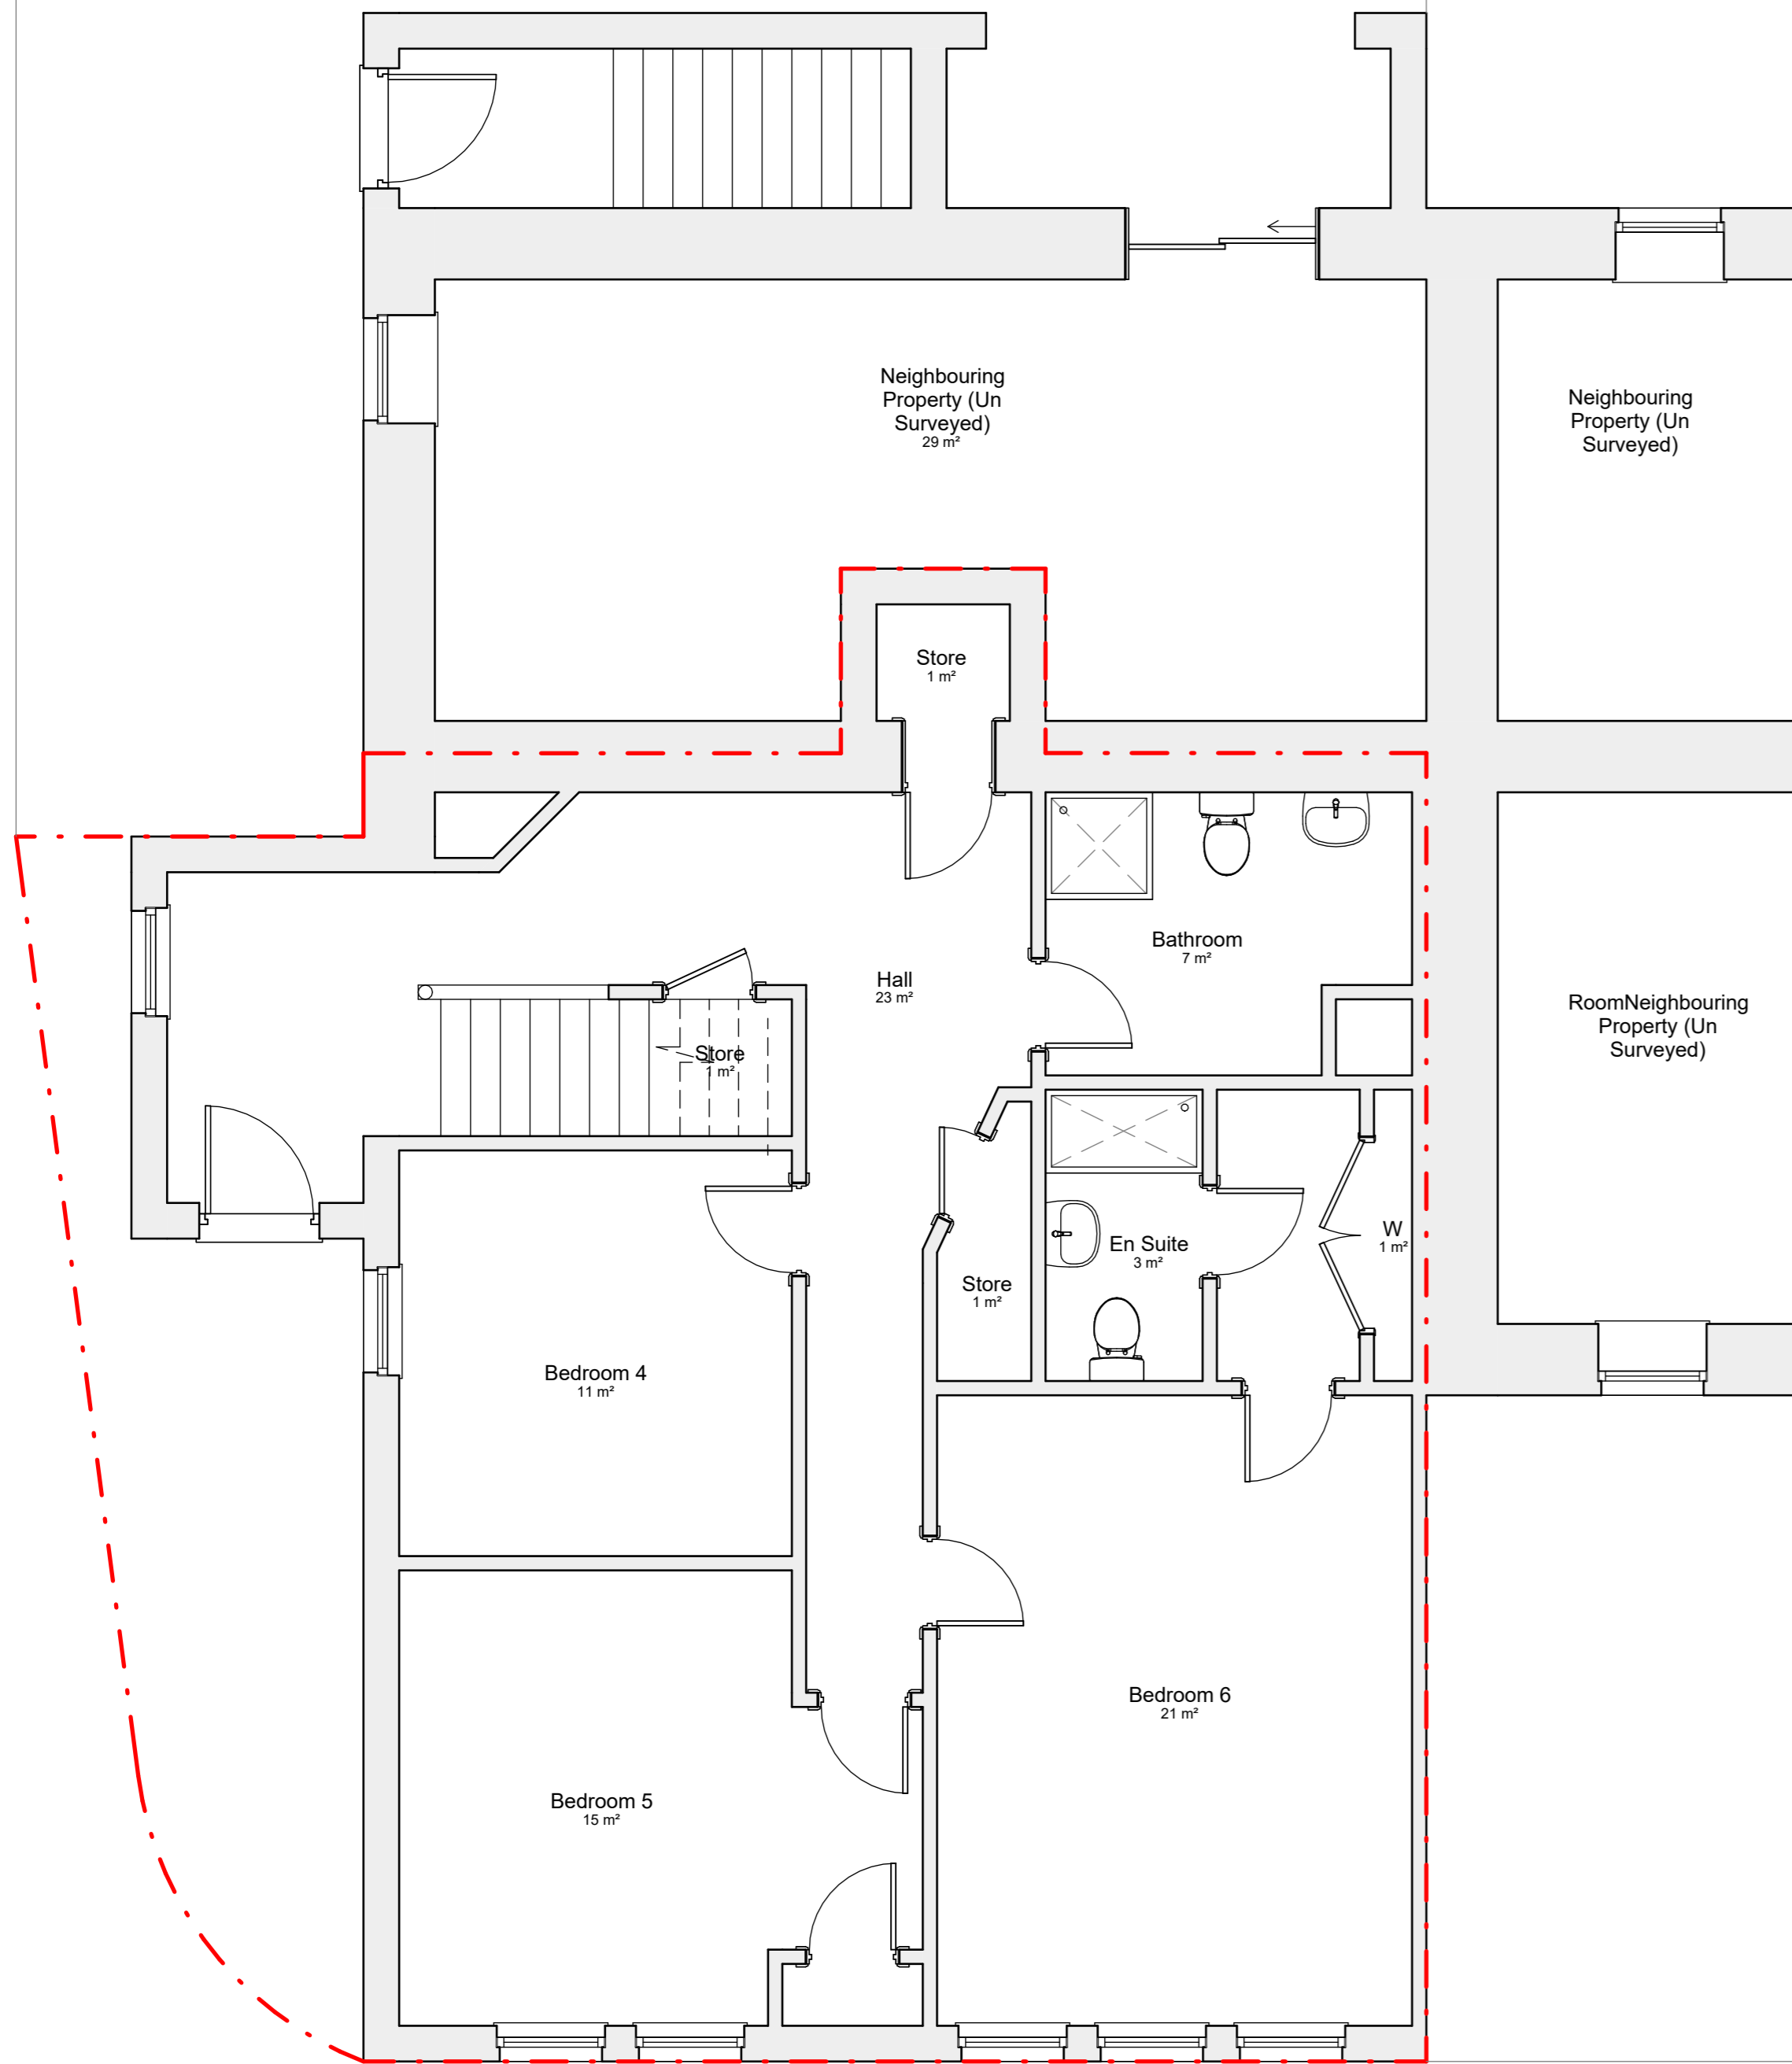 Neighbouring
Property (Un
Surveyed)
29 m²
Neighbouring
Property (Un
Surveyed)
Store
1 m²
Bathroom
7 m²
Hall
23 m²
RoomNeighbouring
Property (Un
Surveyed)
Store
1 m²
W
1 m²
En Suite
3 m²
Store
1 m²
Bedroom 4
11 m²
Bedroom 6
21 m²
Bedroom 5
15 m²